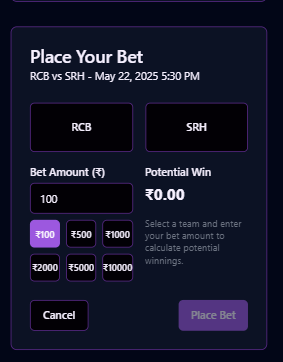 Place Your Bet
RCB vs SRH - May 22, 2025 5:30 PM
RCB
SRH
Bet Amount (₹)
100
₹100 ₹500 ₹1000
₹2000 ₹5000 ₹10000
Potential Win
₹0.00
Select a team and enter
your bet amount to
calculate potential
winnings.
Cancel
Place Bet